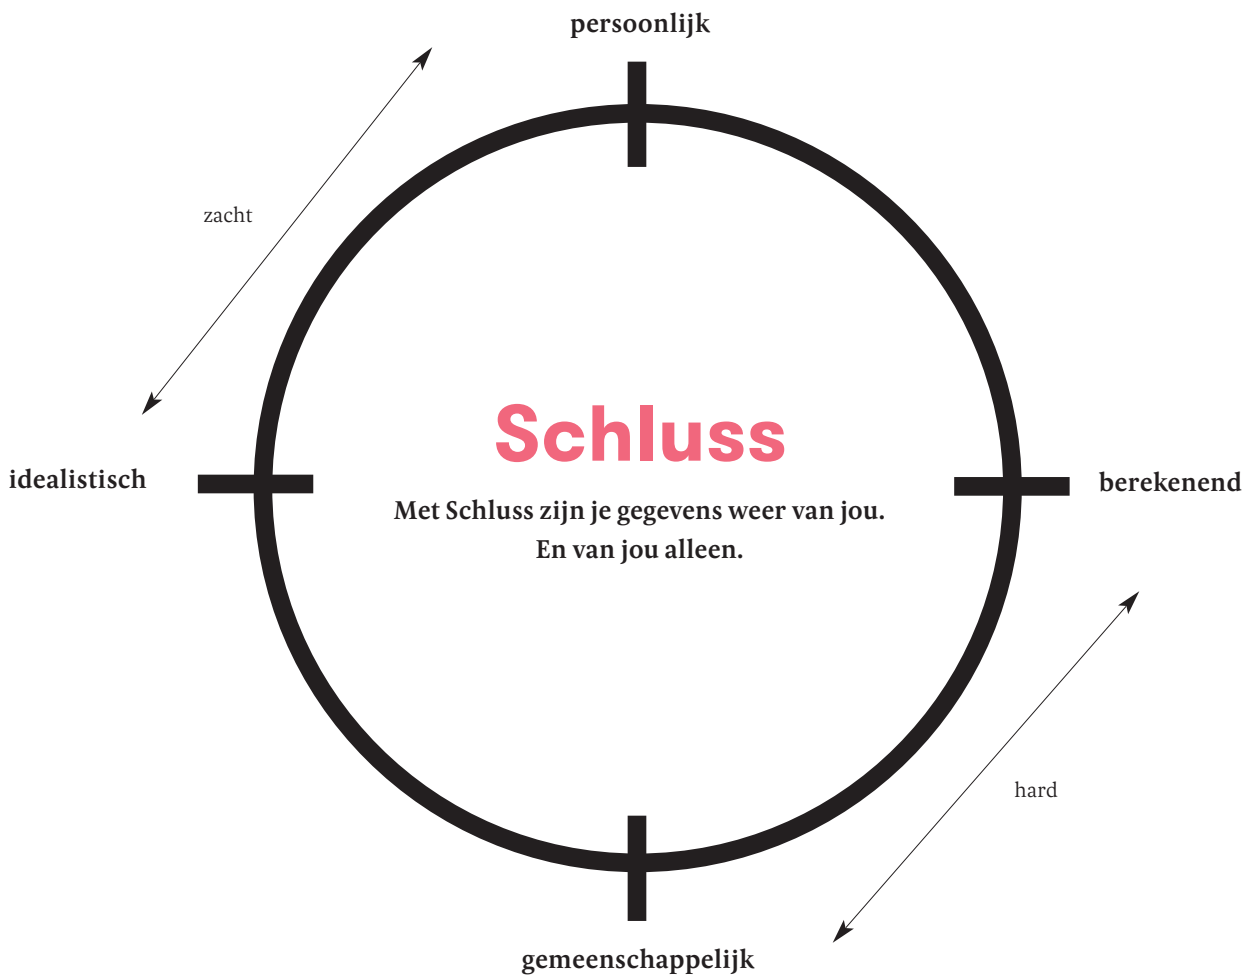 persoonlijk
zacht
Schluss
idealistisch
berekenend
Met Schluss zijn je gegevens weer van jou.
En van jou alleen.
hard
gemeenschappelijk